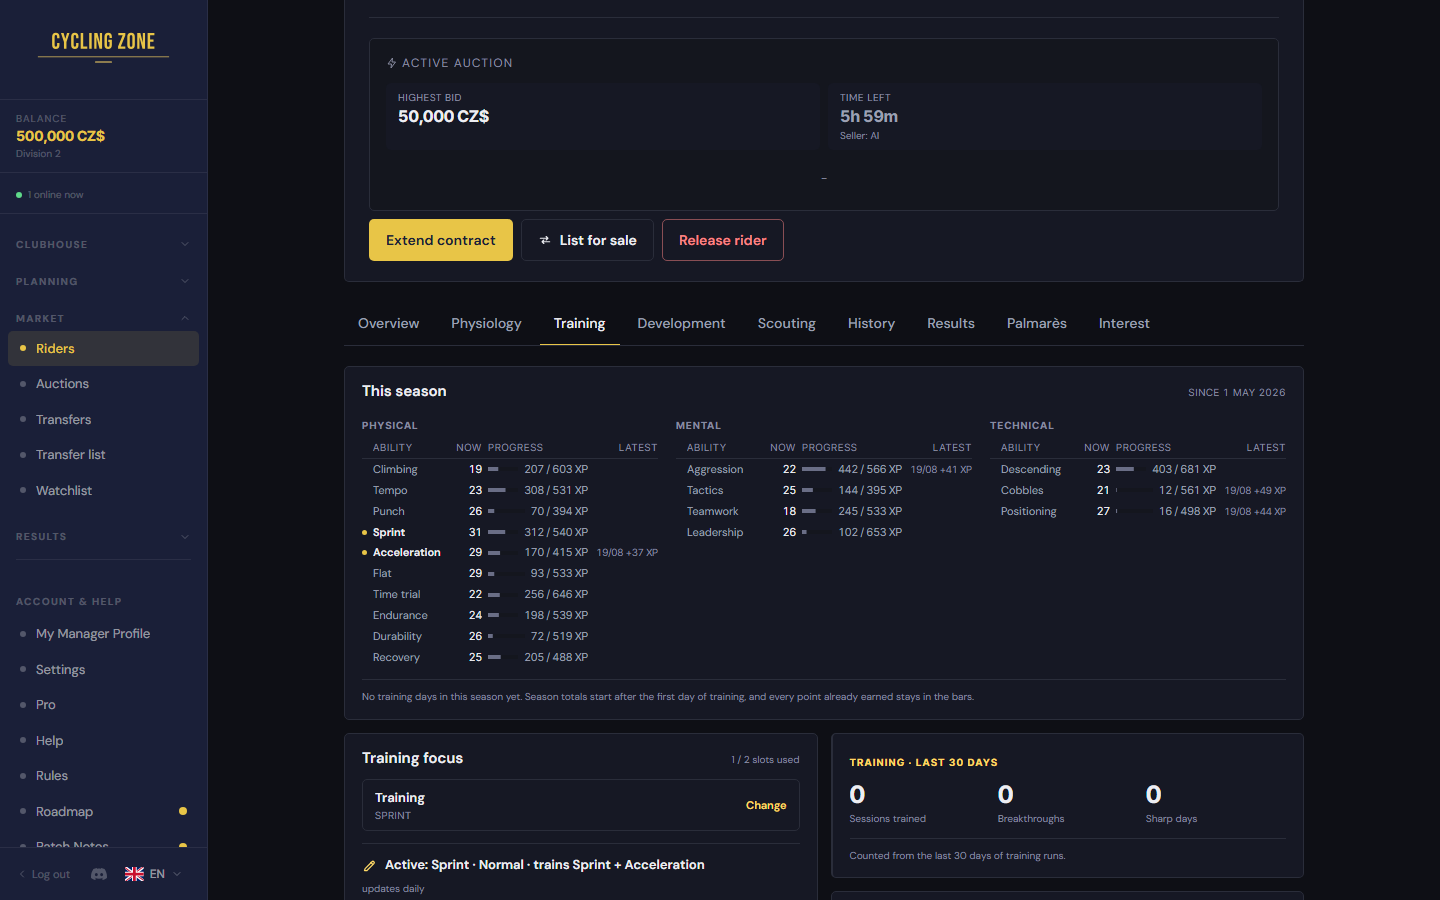 CYCLING ZONE
BALANCE
500,000 CZ$
Division 2
1 online now
CLUBHOUSE
PLANNING
MARKET
Riders
Auctions
Transfers
Transfer list
Watchlist
RESULTS
ACCOUNT & HELP
My Manager Profile
Settings
Pro
Help
Rules
Roadmap
Patch Notes
Log out
EN
ACTIVE AUCTION
HIGHEST BID
50,000 CZ$
TIME LEFT
5h 59m
Seller: AI
–
Extend contract
List for sale
Release rider
Overview Physiology Training Development Scouting History Results Palmarès Interest
This season
SINCE 1 MAY 2026
PHYSICAL
ABILITY NOW PROGRESS LATEST
Climbing 19 207 / 603 XP
Tempo 23 308 / 531 XP
Punch 26 70 / 394 XP
Sprint 31 312 / 540 XP
Acceleration 29 170 / 415 XP 19/08 +37 XP
Flat 29 93 / 533 XP
Time trial 22 256 / 646 XP
Endurance 24 198 / 539 XP
Durability 26 72 / 519 XP
Recovery 25 205 / 488 XP
MENTAL
ABILITY NOW PROGRESS LATEST
Aggression 22 442 / 566 XP 19/08 +41 XP
Tactics 25 144 / 395 XP
Teamwork 18 245 / 533 XP
Leadership 26 102 / 653 XP
TECHNICAL
ABILITY NOW PROGRESS LATEST
Descending 23 403 / 681 XP
Cobbles 21 12 / 561 XP 19/08 +49 XP
Positioning 27 16 / 498 XP 19/08 +44 XP
No training days in this season yet. Season totals start after the first day of training, and every point already earned stays in the bars.
Training focus
1 / 2 slots used
Training
SPRINT
Change
Active: Sprint · Normal · trains Sprint + Acceleration
updates daily
TRAINING · LAST 30 DAYS
0 0 0
Sessions trained Breakthroughs Sharp days
Counted from the last 30 days of training runs.